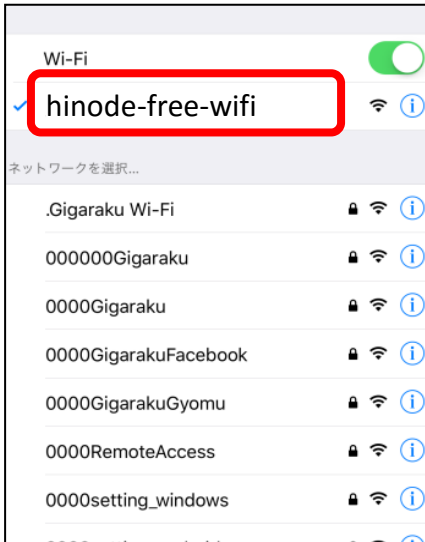 Wi-Fi
hinode-free-wifi
ネットワークを選択...
.Gigaraku Wi-Fi
000000Gigaraku
0000Gigaraku
0000GigarakuFacebook
0000GigarakuGyomu
0000RemoteAccess
0000setting_windows